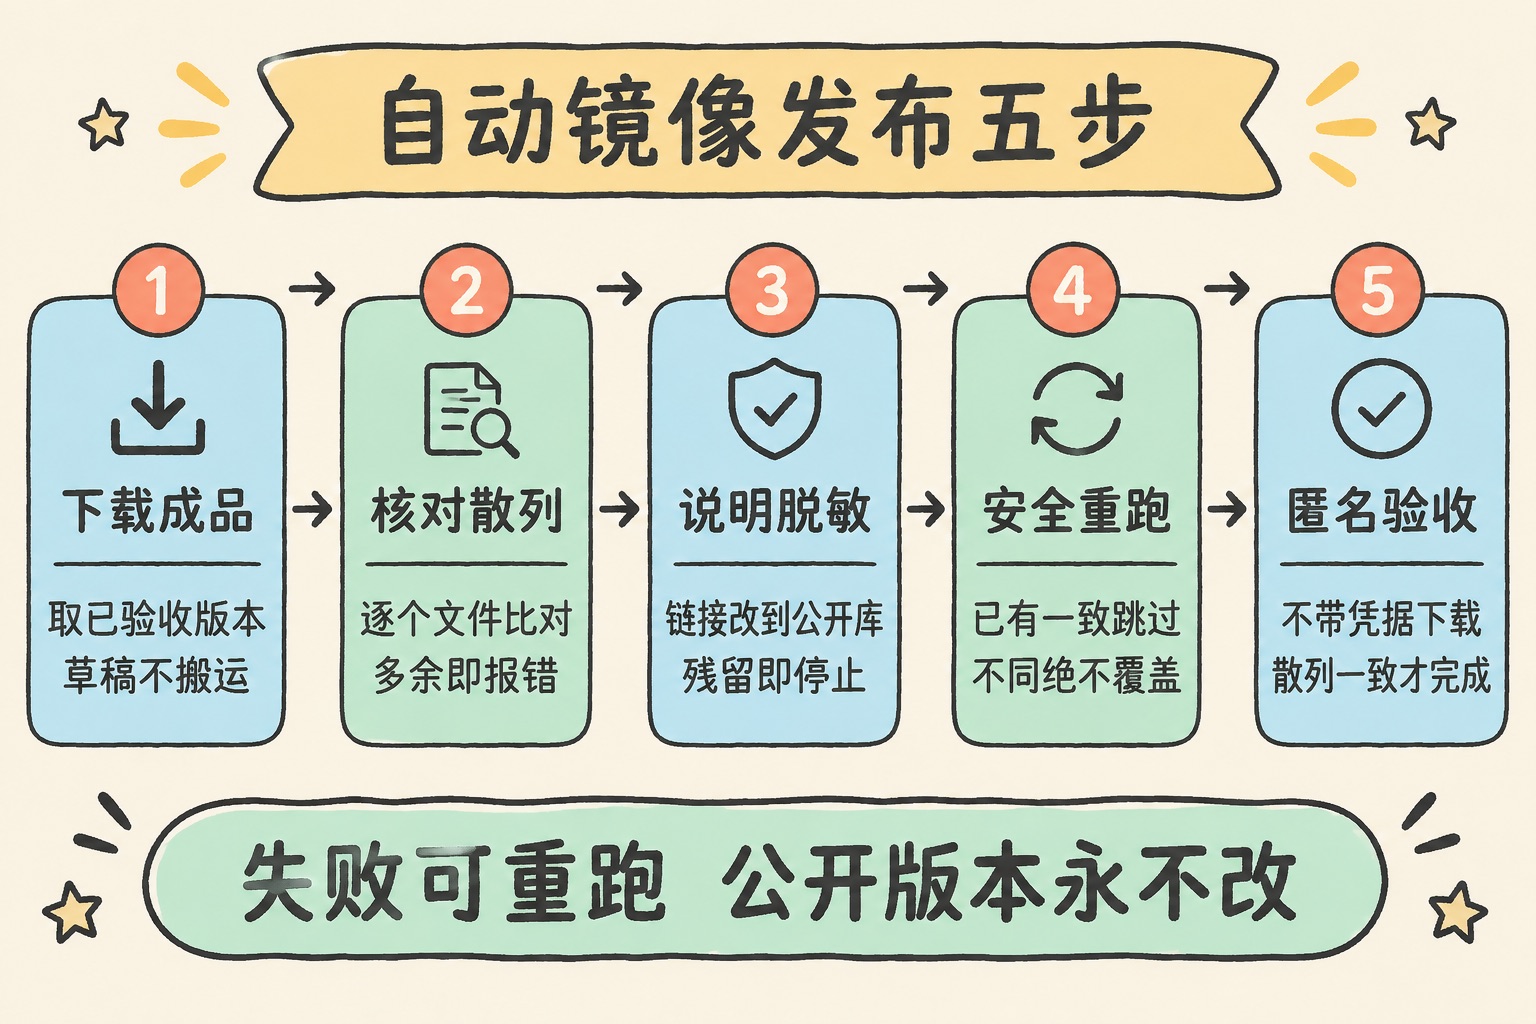 自动镜像发布五步
1
下载成品
取已验收版本
草稿不搬运
2
核对散列
逐个文件比对
多余即报错
3
说明脱敏
链接改到公开库
残留即停止
4
安全重跑
已有一致跳过
不同绝不覆盖
5
匿名验收
不带凭据下载
散列一致才完成
失败可重跑 公开版本永不改